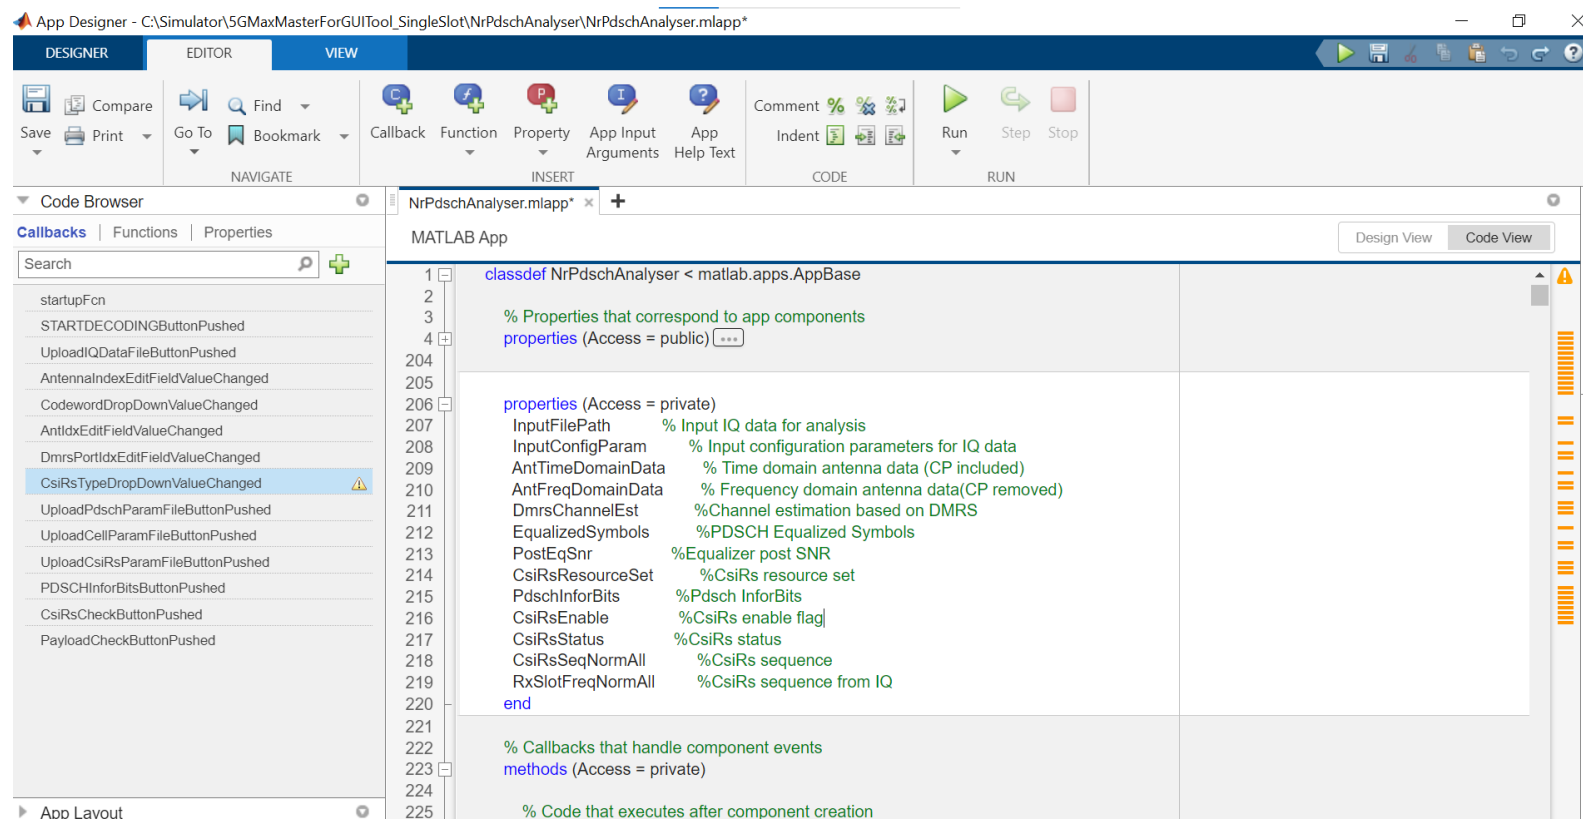 App Designer - C:\Simulator\5GMaxMasterForGUITool_SingleSlot\NrPdschAnalyser\NrPdschAnalyser.mlapp*
DESIGNER EDITOR VIEW
Save Compare Print Go To Find Bookmark Callback Function Property App Input Arguments App Help Text Comment Indent Run Step Stop
NAVIGATE INSERT CODE RUN
Code Browser
Callbacks | Functions | Properties
Search
startupFcn
STARTDECODINGButtonPushed
UploadIQDataFileButtonPushed
AntennaIndexEditFieldValueChanged
CodewordDropDownValueChanged
AntIdxEditFieldValueChanged
DmrsPortIdxEditFieldValueChanged
CsiRsTypeDropDownValueChanged
UploadPdschParamFileButtonPushed
UploadCellParamFileButtonPushed
UploadCsiRsParamFileButtonPushed
PDSCHInforBitsButtonPushed
CsiRsCheckButtonPushed
PayloadCheckButtonPushed
App Layout
NrPdschAnalyser.mlapp*
MATLAB App
Design View Code View
1 classdef NrPdschAnalyser < matlab.apps.AppBase
2
3 % Properties that correspond to app components
4 properties (Access = public) ...
204
205
206 properties (Access = private)
207 InputFilePath % Input IQ data for analysis
208 InputConfigParam % Input configuration parameters for IQ data
209 AntTimeDomainData % Time domain antenna data (CP included)
210 AntFreqDomainData % Frequency domain antenna data(CP removed)
211 DmrsChannelEst %Channel estimation based on DMRS
212 EqualizedSymbols %PDSCH Equalized Symbols
213 PostEqSnr %Equalizer post SNR
214 CsiRsResourceSet %CsiRs resource set
215 PdschInforBits %Pdsch InforBits
216 CsiRsEnable %CsiRs enable flag
217 CsiRsStatus %CsiRs status
218 CsiRsSeqNormAll %CsiRs sequence
219 RxSlotFreqNormAll %CsiRs sequence from IQ
220 end
221
222 % Callbacks that handle component events
223 methods (Access = private)
224
225 % Code that executes after component creation